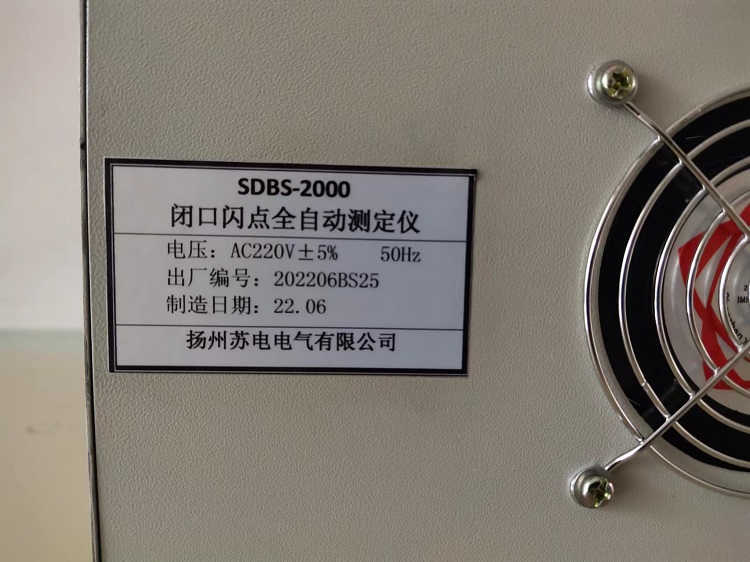 SDBS-2000
闭口闪点全自动测定仪
电压：AC220V±5% 50Hz
出厂编号：202206BS25
制造日期：22.06
扬州苏电电气有限公司